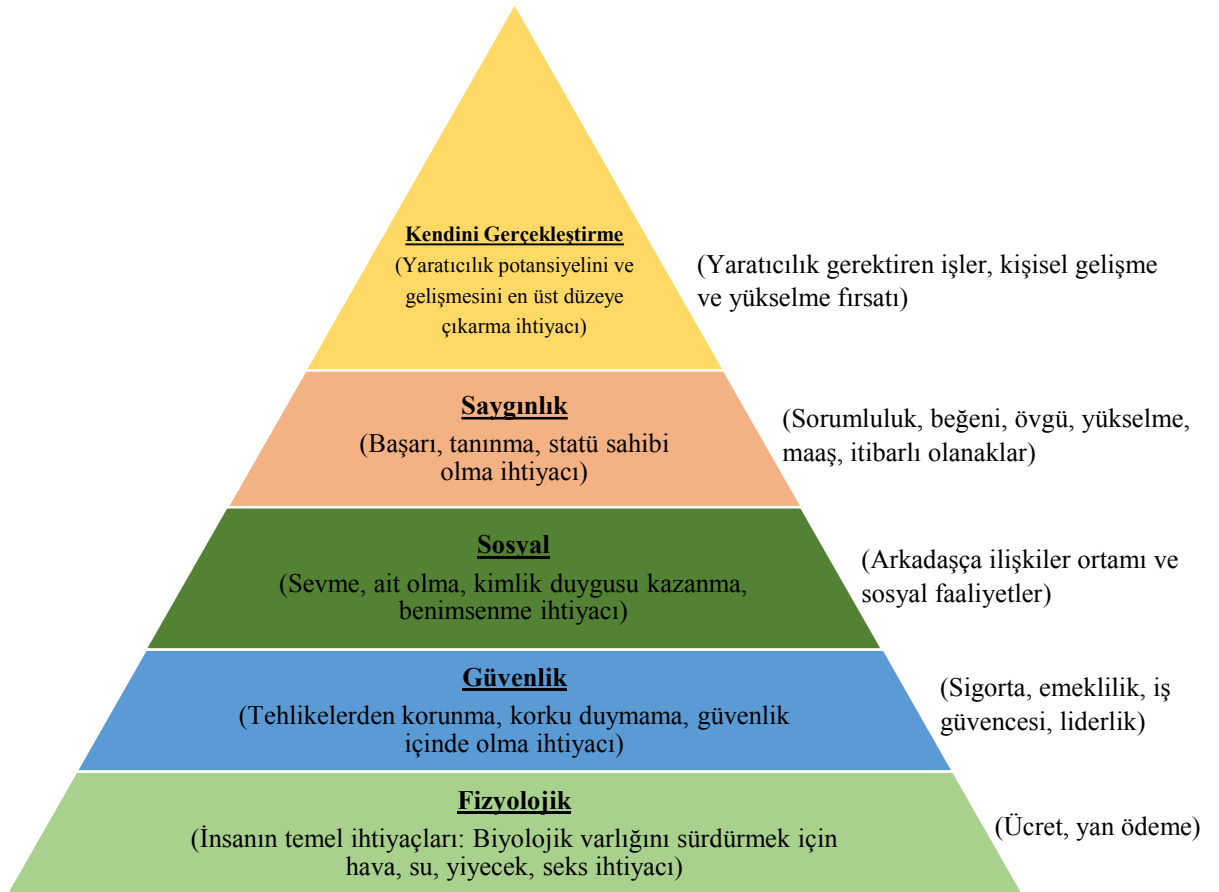 Kendini Gerçekleştirme
(Yaratıcılık potansiyelini ve
gelişmesini en üst düzeye
çıkarma ihtiyacı)
(Yaratıcılık gerektiren işler, kişisel gelişme
ve yükselme fırsatı)
Saygınlık
(Başarı, tanınma, statü sahibi
olma ihtiyacı)
(Sorumluluk, beğeni, övgü, yükselme,
maaş, itibarlı olanaklar)
Sosyal
(Sevme, ait olma, kimlik duygusu kazanma,
benimsenme ihtiyacı)
(Arkadaşça ilişkiler ortamı ve
sosyal faaliyetler)
Güvenlik
(Tehlikelerden korunma, korku duymama, güvenlik
içinde olma ihtiyacı)
(Sigorta, emeklilik, iş
güvencesi, liderlik)
Fizyolojik
(İnsanın temel ihtiyaçları: Biyolojik varlığını sürdürmek için
hava, su, yiyecek, seks ihtiyacı)
(Ücret, yan ödeme)